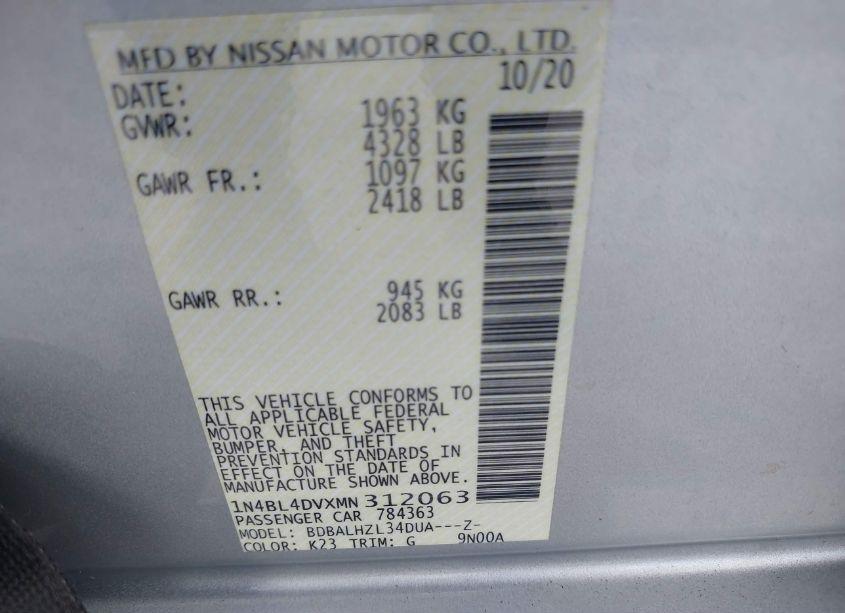 MFD BY NISSAN MOTOR CO., LTD.
DATE: 10/20
GVWR: 1963 KG
4328 LB
GAWR FR.: 1097 KG
2418 LB
GAWR RR.: 945 KG
2083 LB
THIS VEHICLE CONFORMS TO
ALL APPLICABLE FEDERAL
MOTOR VEHICLE SAFETY,
BUMPER, AND THEFT
PREVENTION STANDARDS IN
EFFECT ON THE DATE OF
MANUFACTURE SHOWN ABOVE.
1N4BL4DVXMN312063
PASSENGER CAR 784363
MODEL: BDBALHZL34DUA---Z-
COLOR: K23 TRIM: G 9N00A